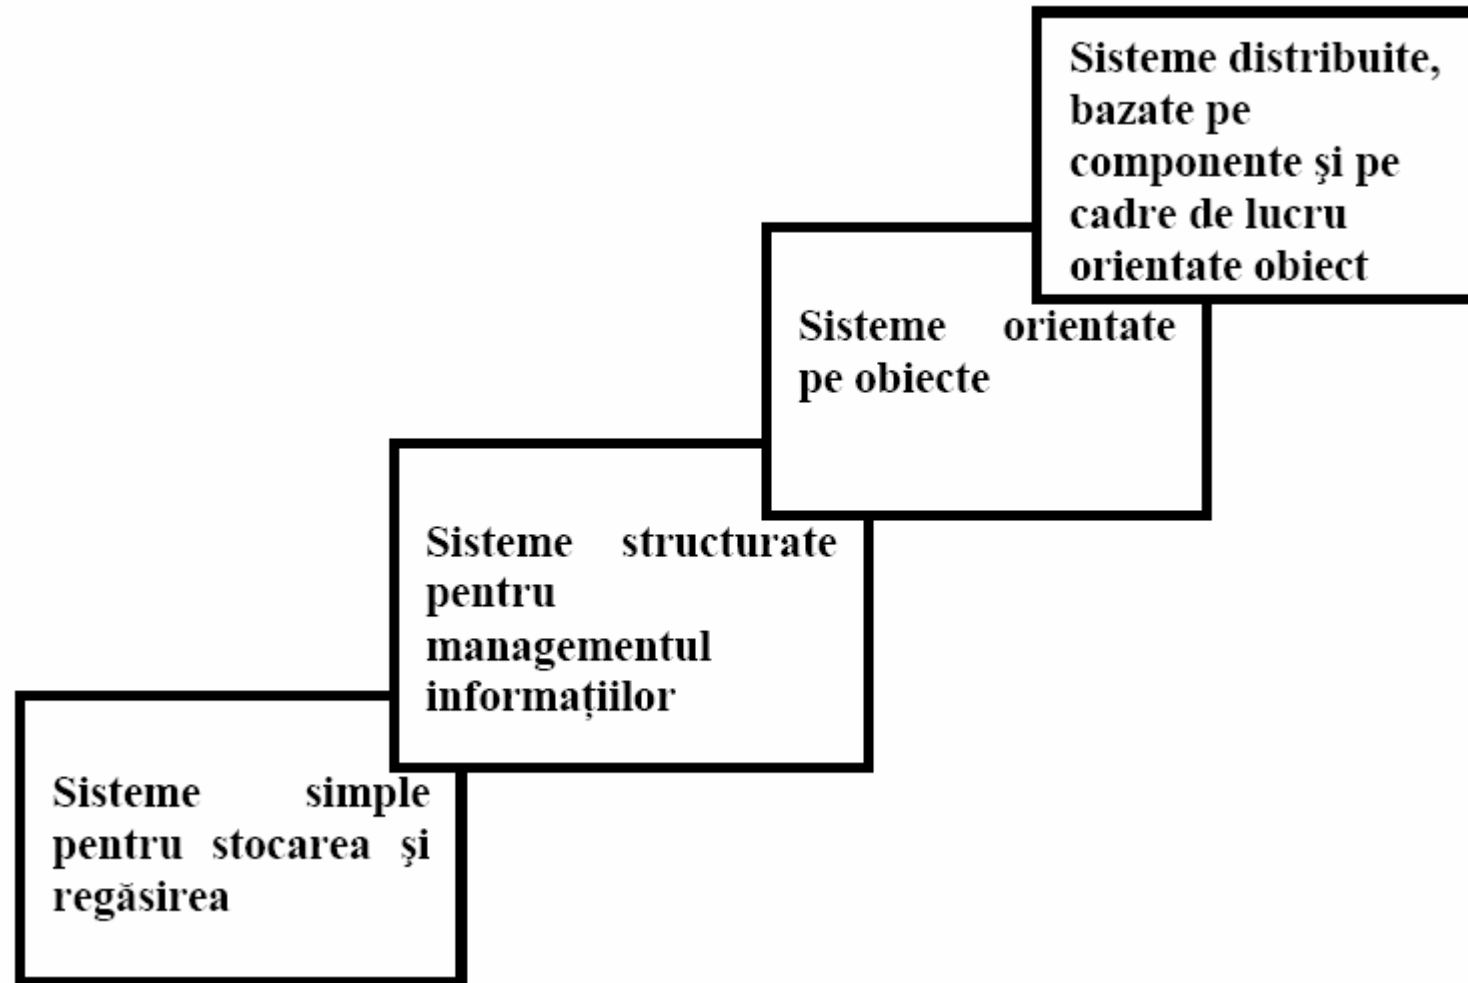 Sisteme distribuite,
bazate pe
componente şi pe
cadre de lucru
orientate obiect
Sisteme orientate
pe obiecte
Sisteme structurate
pentru
managementul
informațiilor
Sisteme simple
pentru stocarea şi
regăsirea